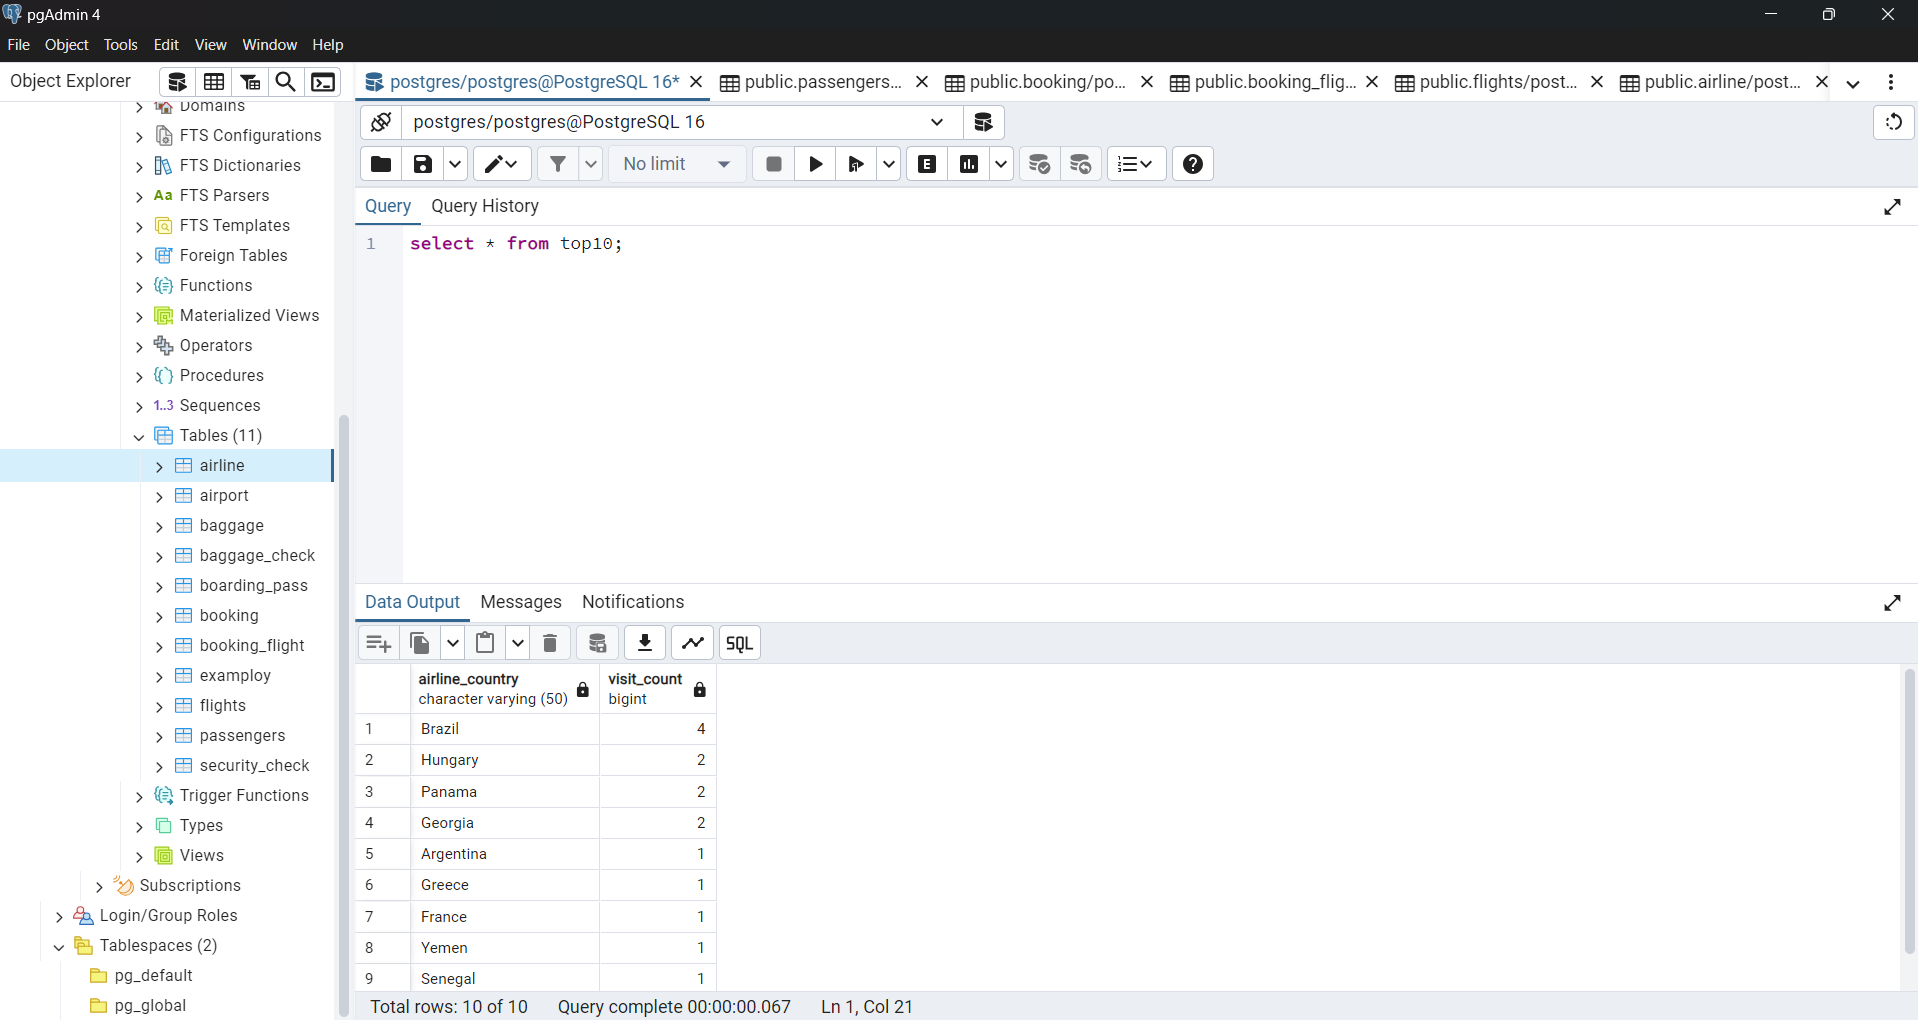 pgAdmin 4
File Object Tools Edit View Window Help
Object Explorer
postgres/postgres@PostgreSQL 16*
public.passengers...
public.booking/po...
public.booking_flig...
public.flights/post...
public.airline/post...
Domains
FTS Configurations
FTS Dictionaries
Aa FTS Parsers
FTS Templates
Foreign Tables
Functions
Materialized Views
Operators
Procedures
1..3 Sequences
Tables (11)
airline
airport
baggage
baggage_check
boarding_pass
booking
booking_flight
examploy
flights
passengers
security_check
Trigger Functions
Types
Views
Subscriptions
Login/Group Roles
Tablespaces (2)
pg_default
pg_global
postgres/postgres@PostgreSQL 16
No limit
E
Query Query History
1 select * from top10;
Data Output Messages Notifications
SQL
airline_country visit_count
character varying (50) bigint
1 Brazil 4
2 Hungary 2
3 Panama 2
4 Georgia 2
5 Argentina 1
6 Greece 1
7 France 1
8 Yemen 1
9 Senegal 1
Total rows: 10 of 10 Query complete 00:00:00.067 Ln 1, Col 21